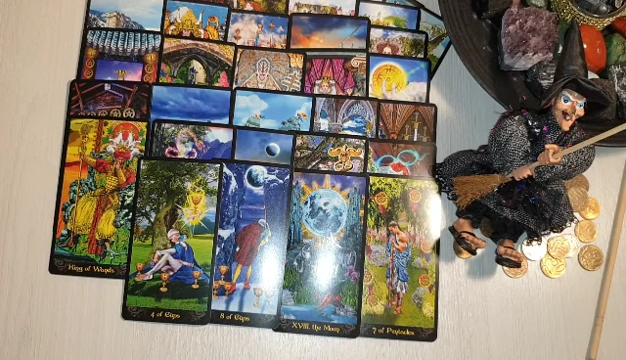 King of Wands
4 of Cups
8 of Cups
XVIII. the Moon
7 of Pentacles